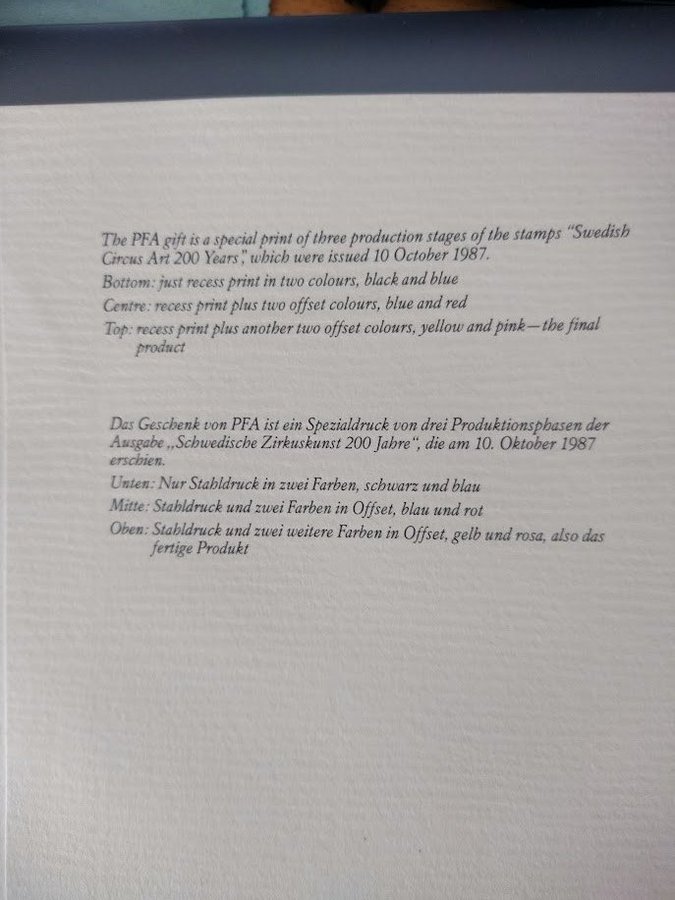 The PFA gift is a special print of three production stages of the stamps “Swedish
Circus Art 200 Years”, which were issued 10 October 1987.
Bottom: just recess print in two colours, black and blue
Centre: recess print plus two offset colours, blue and red
Top: recess print plus another two offset colours, yellow and pink—the final
product
Das Geschenk von PFA ist ein Spezialdruck von drei Produktionsphasen der
Ausgabe „Schwedische Zirkuskunst 200 Jahre“, die am 10. Oktober 1987
erschien.
Unten: Nur Stahldruck in zwei Farben, schwarz und blau
Mitte: Stahldruck und zwei Farben in Offset, blau und rot
Oben: Stahldruck und zwei weitere Farben in Offset, gelb und rosa, also das
fertige Produkt